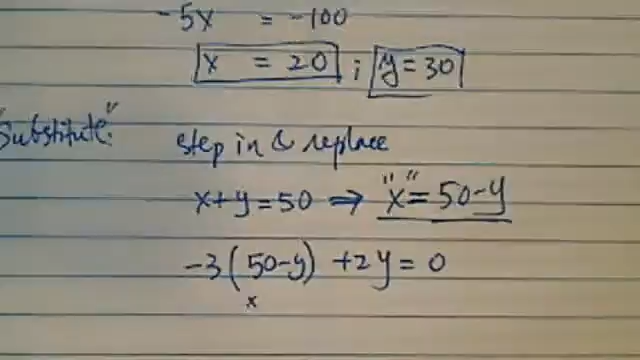 -5x = -100
x = 20 ; y = 30
"Substitute" step in & replace
x+y=50 ⇒ "x"=50-y
-3(50-y) +2y=0
x